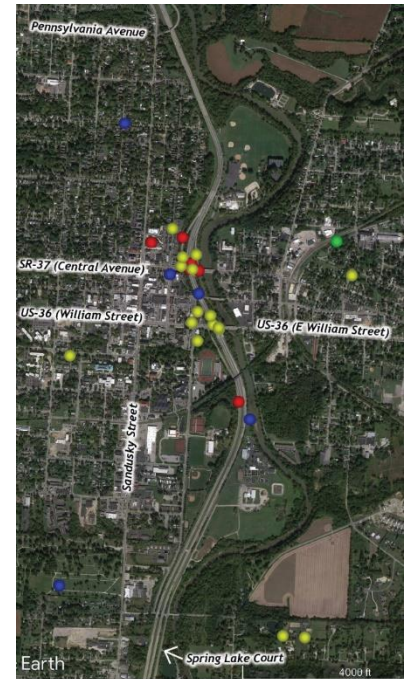 Pennsylvania Avenue
SR-37 (Central Avenue)
US-36 (William Street)
US-36 (E William Street)
Sandusky Street
Spring Lake Court
Earth
4000 ft